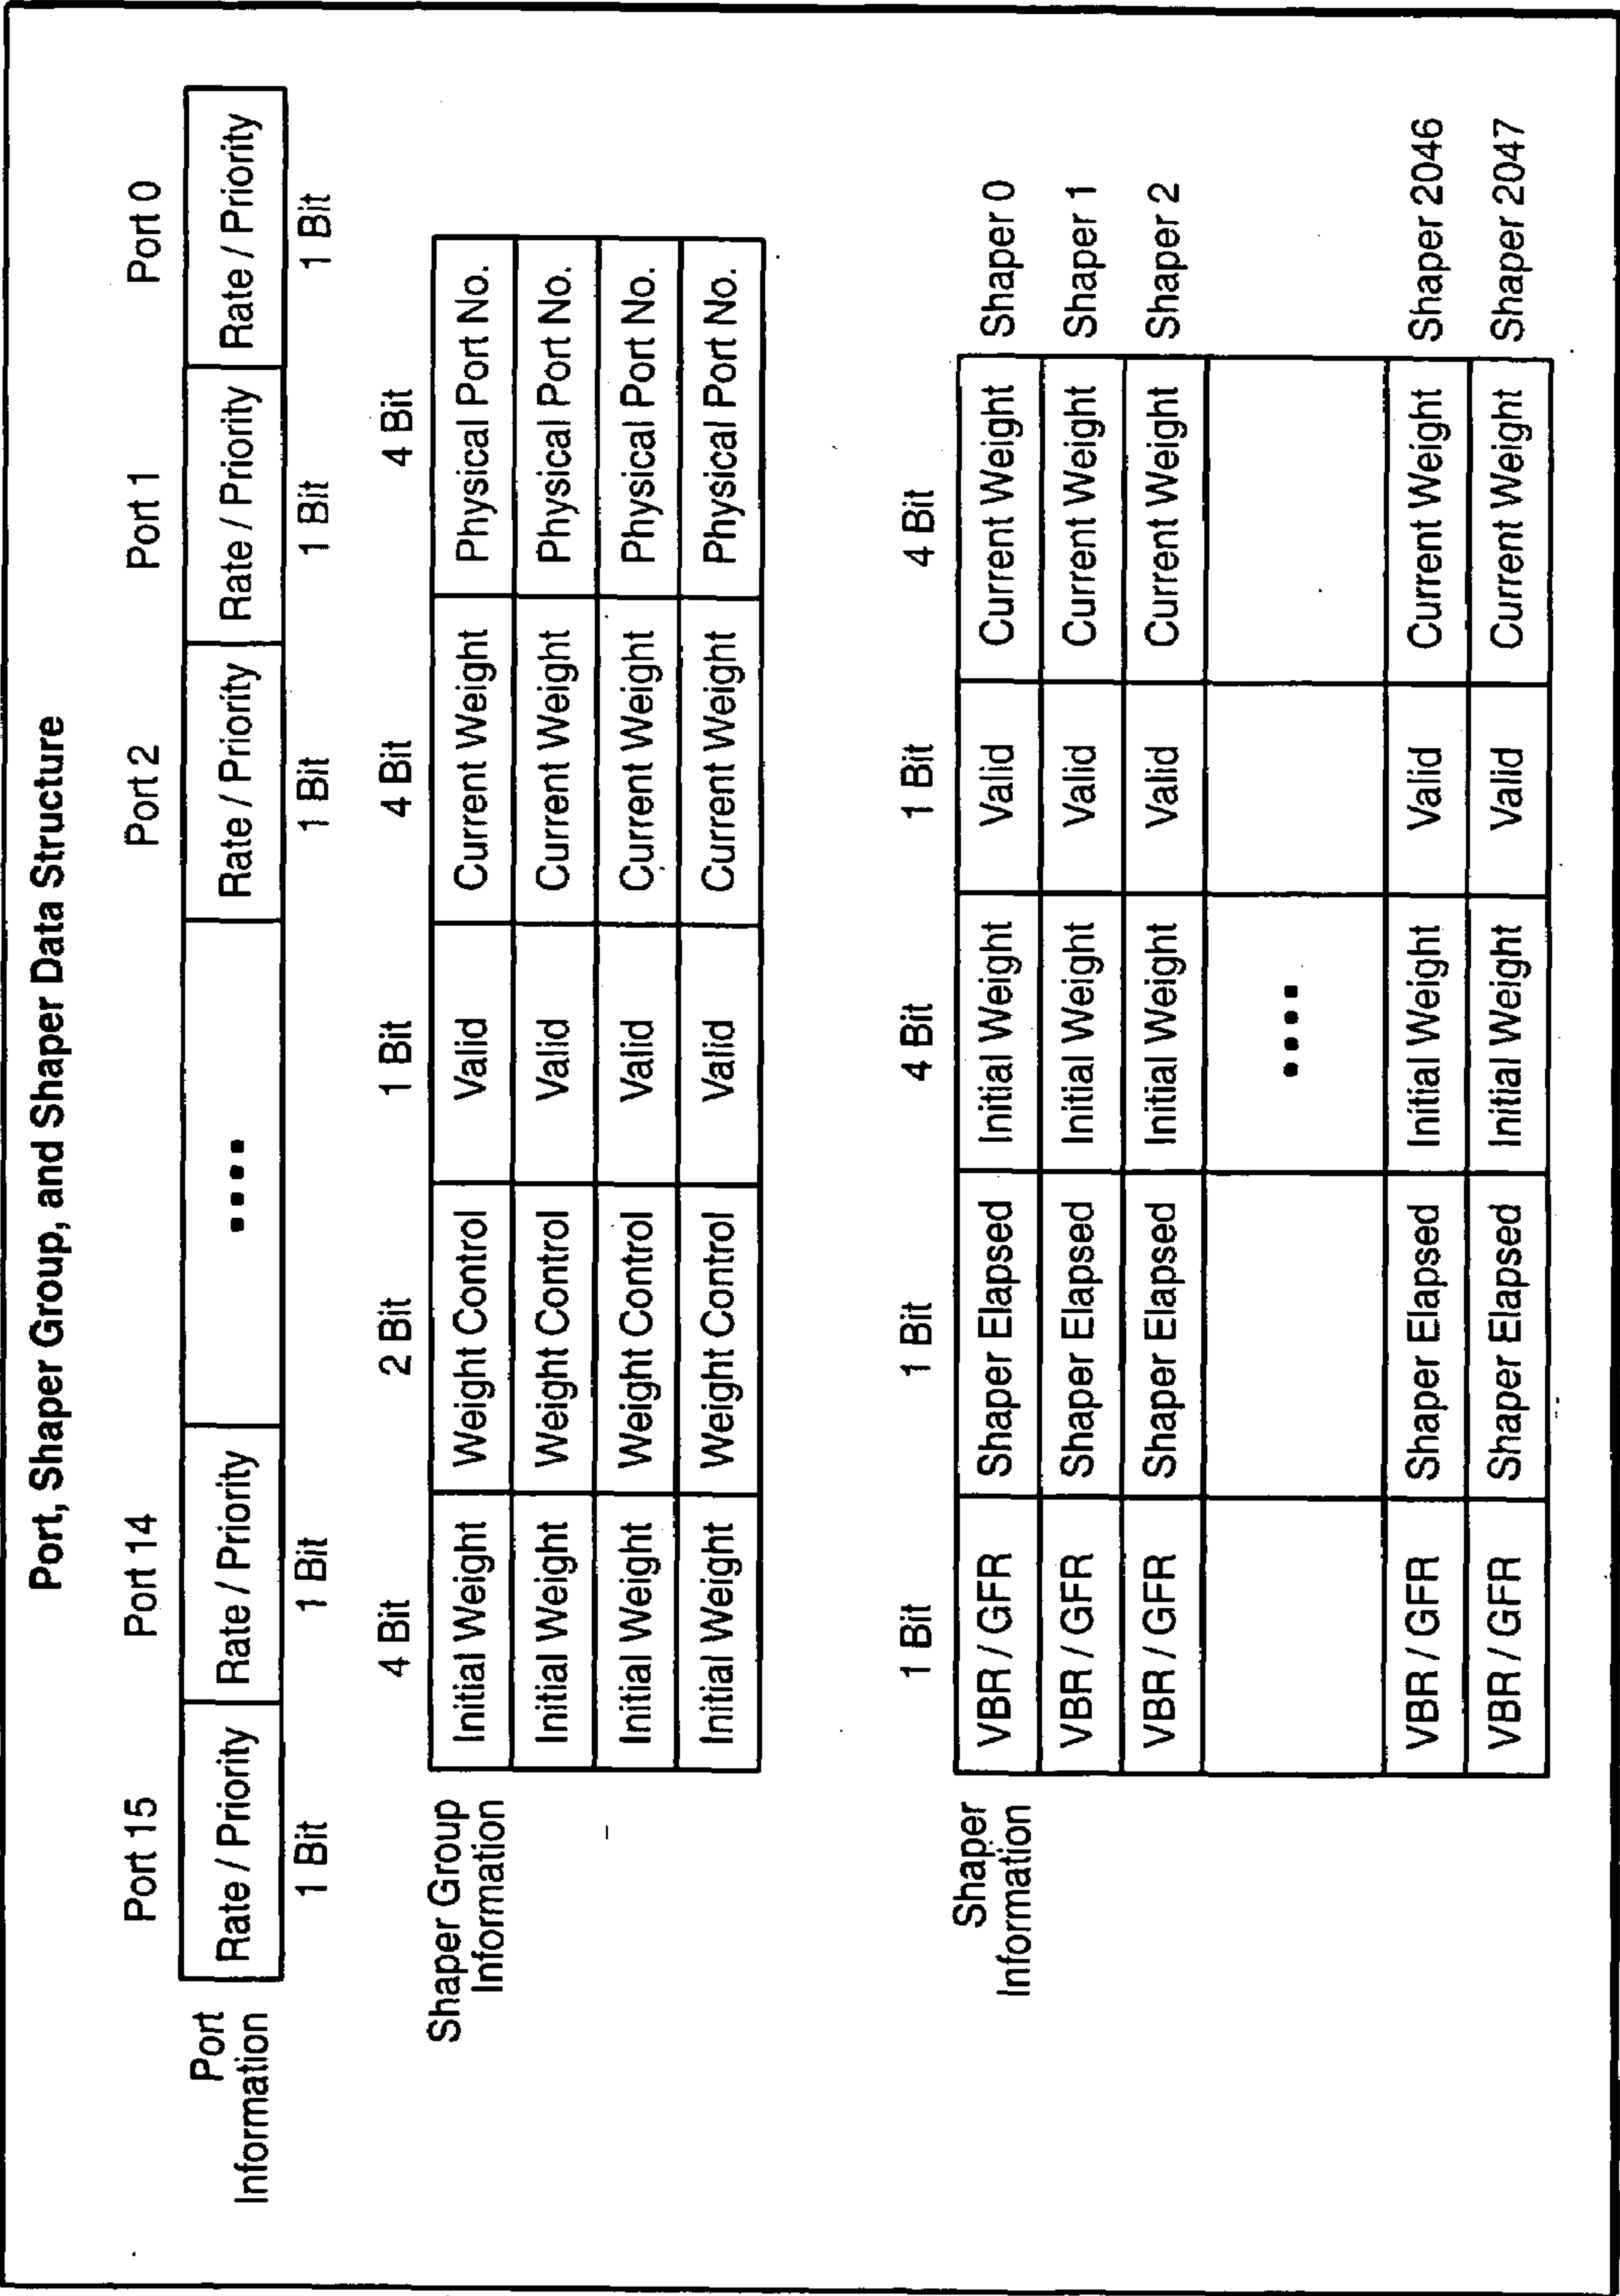 Port, Shaper Group, and Shaper Data Structure
Port 15 Port 14 Port 2 Port 1 Port 0
Port Information
Rate / Priority Rate / Priority •••• Rate / Priority Rate / Priority Rate / Priority
1 Bit 1 Bit 1 Bit 1 Bit 1 Bit
4 Bit 2 Bit 1 Bit 4 Bit 4 Bit
Shaper Group Information
Initial Weight Weight Control Valid Current Weight Physical Port No.
Initial Weight Weight Control Valid Current Weight Physical Port No.
Initial Weight Weight Control Valid Current Weight Physical Port No.
Initial Weight Weight Control Valid Current Weight Physical Port No.
1 Bit 1 Bit 4 Bit 1 Bit 4 Bit
Shaper Information
VBR / GFR Shaper Elapsed Initial Weight Valid Current Weight Shaper 0
VBR / GFR Shaper Elapsed Initial Weight Valid Current Weight Shaper 1
VBR / GFR Shaper Elapsed Initial Weight Valid Current Weight Shaper 2
••••
VBR / GFR Shaper Elapsed Initial Weight Valid Current Weight Shaper 2046
VBR / GFR Shaper Elapsed Initial Weight Valid Current Weight Shaper 2047